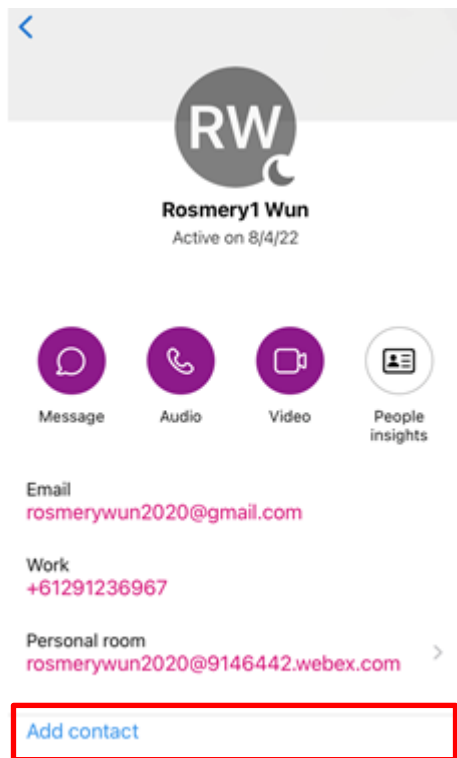 RW
Rosmery1 Wun
Active on 8/4/22
Message Audio Video People
insights
Email
rosmerywun2020@gmail.com
Work
+61291236967
Personal room
rosmerywun2020@9146442.webex.com
Add contact